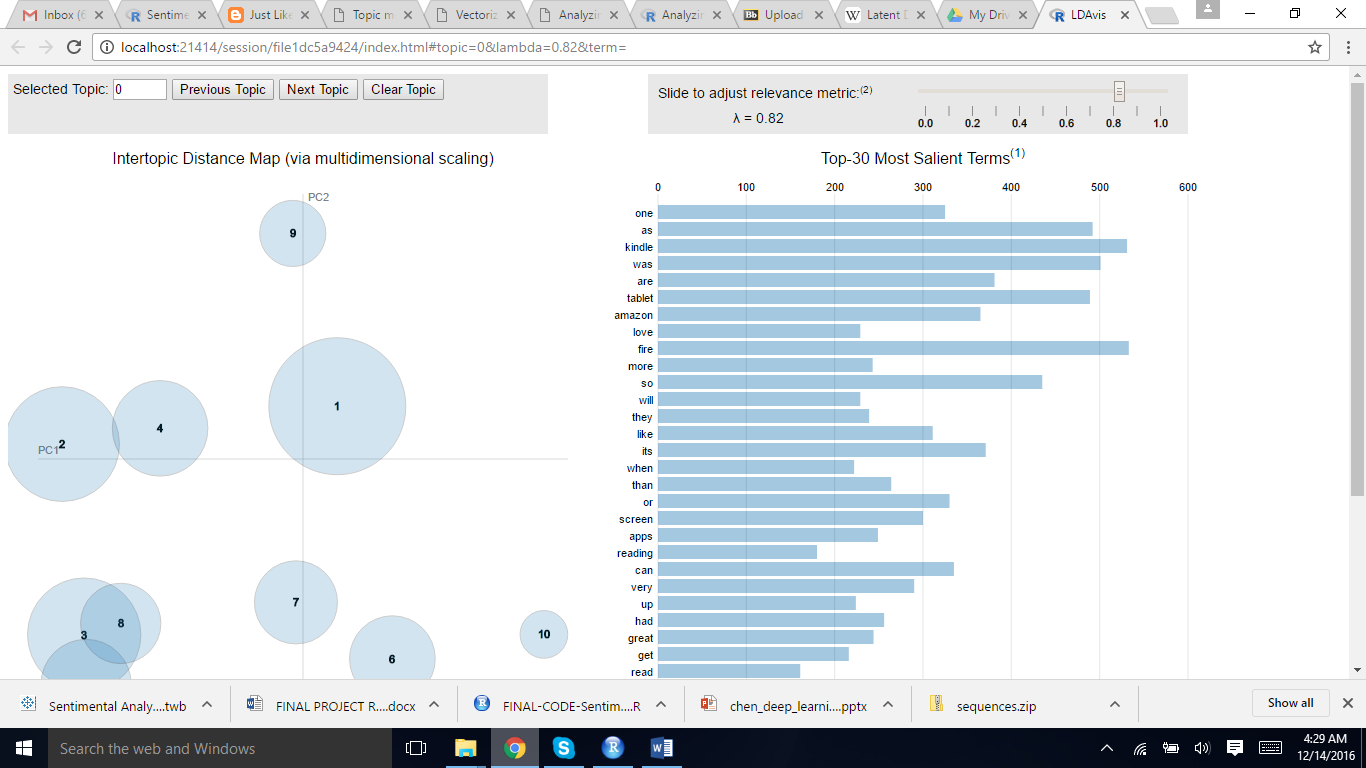 Inbox (6
Sentime
Just Like
Topic m
Vectoriz
Analyzin
Analyzin
Bb Upload
W Latent D
My Driv
LDAvis
localhost:21414/session/file1dc5a9424/index.html#topic=0&lambda=0.82&term=
Selected Topic: 0 Previous Topic Next Topic Clear Topic
Slide to adjust relevance metric:(2)
λ = 0.82
0.0 0.2 0.4 0.6 0.8 1.0
Intertopic Distance Map (via multidimensional scaling)
PC2
9
1
4
2
PC1
7
8
3
10
6
Top-30 Most Salient Terms(1)
0 100 200 300 400 500 600
one
as
kindle
was
are
tablet
amazon
love
fire
more
so
will
they
like
its
when
than
or
screen
apps
reading
can
very
up
had
great
get
read
Sentimental Analy....twb
FINAL PROJECT R....docx
FINAL-CODE-Sentim....R
chen_deep_learni....pptx
sequences.zip
Show all
Search the web and Windows
4:29 AM
12/14/2016